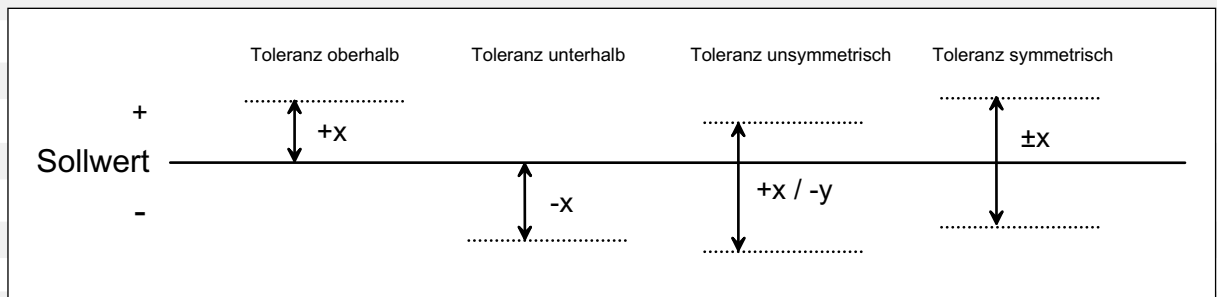 Toleranz oberhalb Toleranz unterhalb Toleranz unsymmetrisch Toleranz symmetrisch
+
+x
±x
Sollwert
-x
+x / -y
-